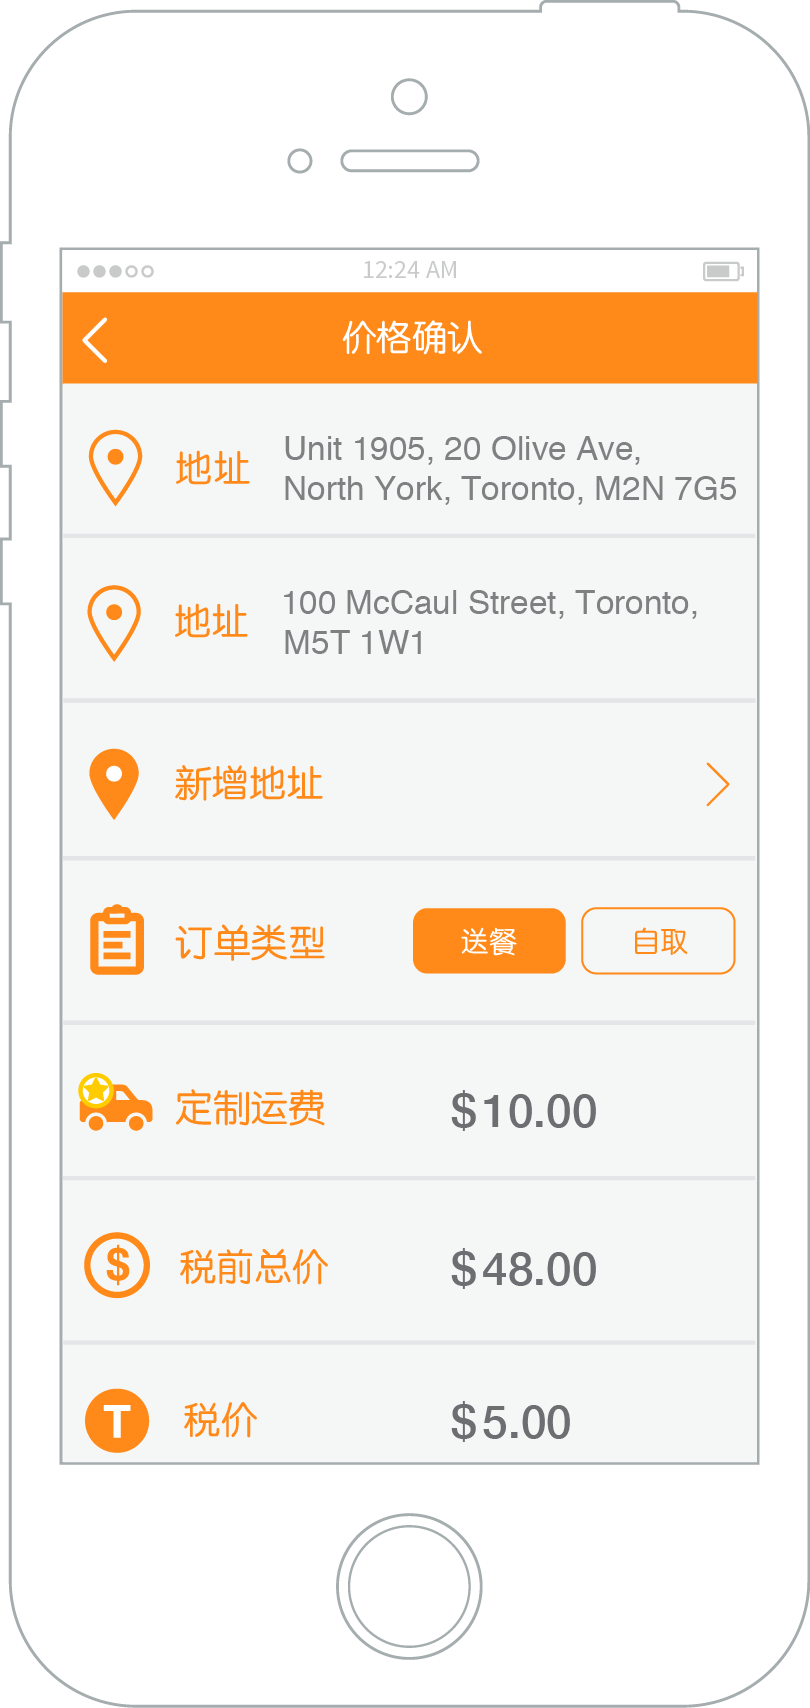 12:24 AM
价格确认
地址
Unit 1905, 20 Olive Ave,
North York, Toronto, M2N 7G5
地址
100 McCaul Street, Toronto,
M5T 1W1
新增地址
订单类型 送餐 自取
定制运费 $10.00
$ 税前总价 $48.00
T 税价 $5.00